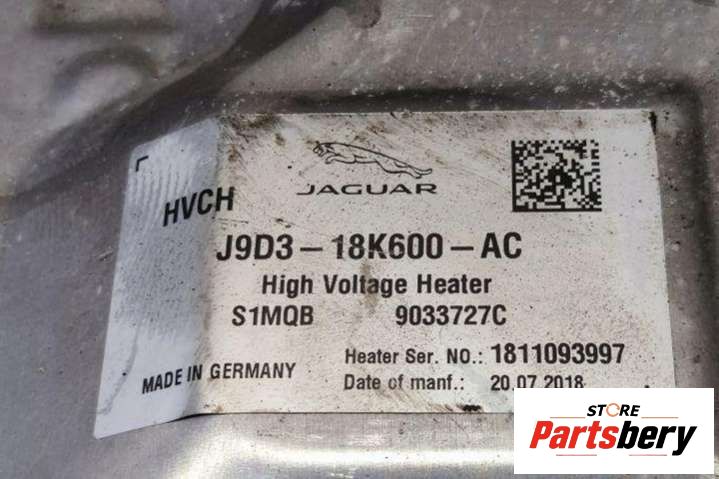 JAGUAR
HVCH
J9D3-18K600-AC
High Voltage Heater
S1MQB 9033727C
Heater Ser. NO.: 1811093997
MADE IN GERMANY
Date of manf.: 20.07.2018
STORE
Partsbery